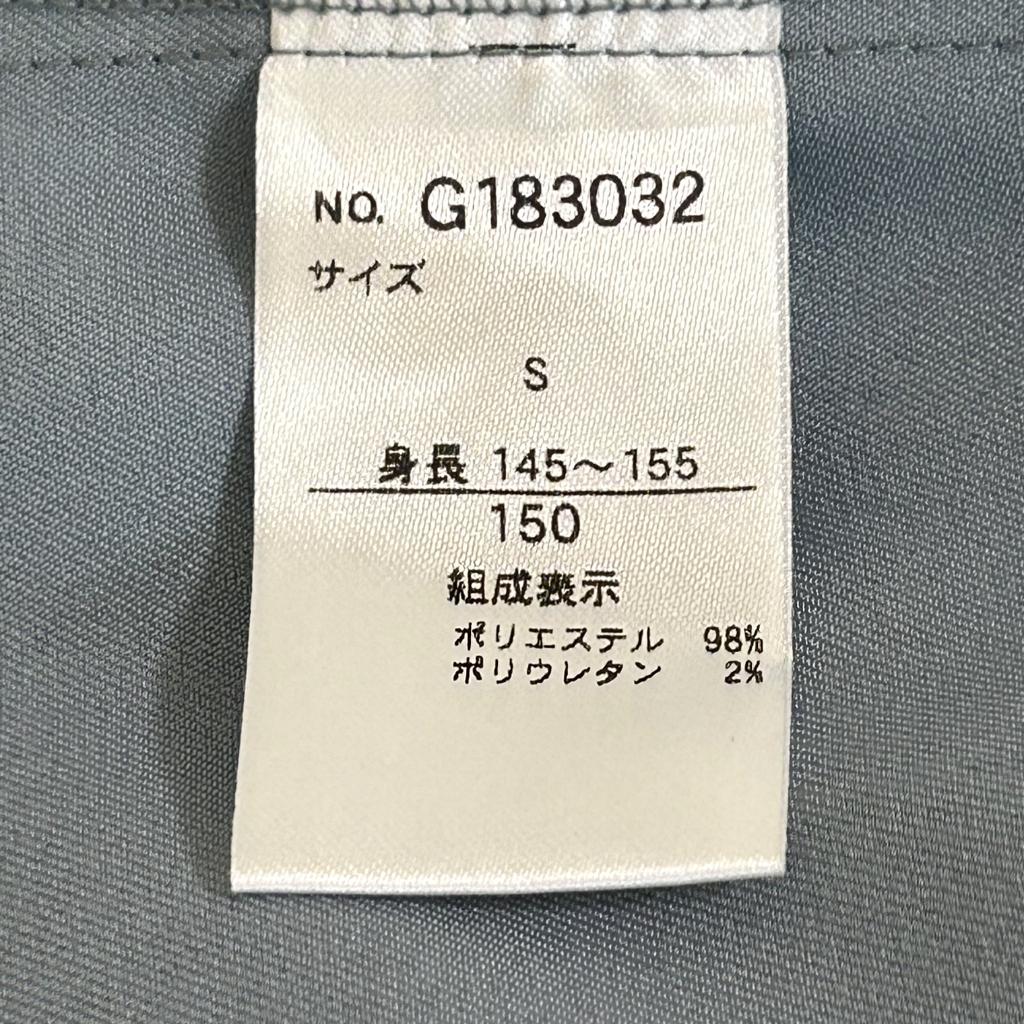 NO. G183032
サイズ
S
身長 145〜155
150
組成表示
ポリエステル 98%
ポリウレタン 2%